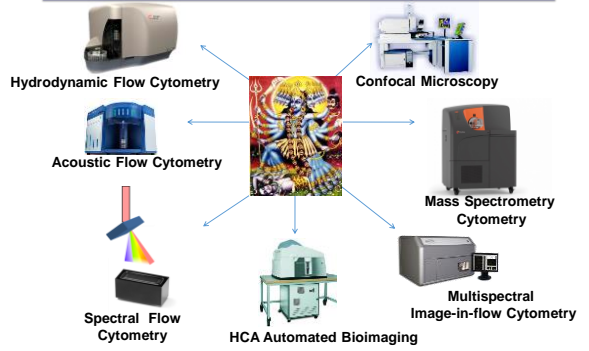 Hydrodynamic Flow Cytometry
Confocal Microscopy
Acoustic Flow Cytometry
Mass Spectrometry
Cytometry
Spectral Flow
Cytometry
HCA Automated Bioimaging
Multispectral
Image-in-flow Cytometry